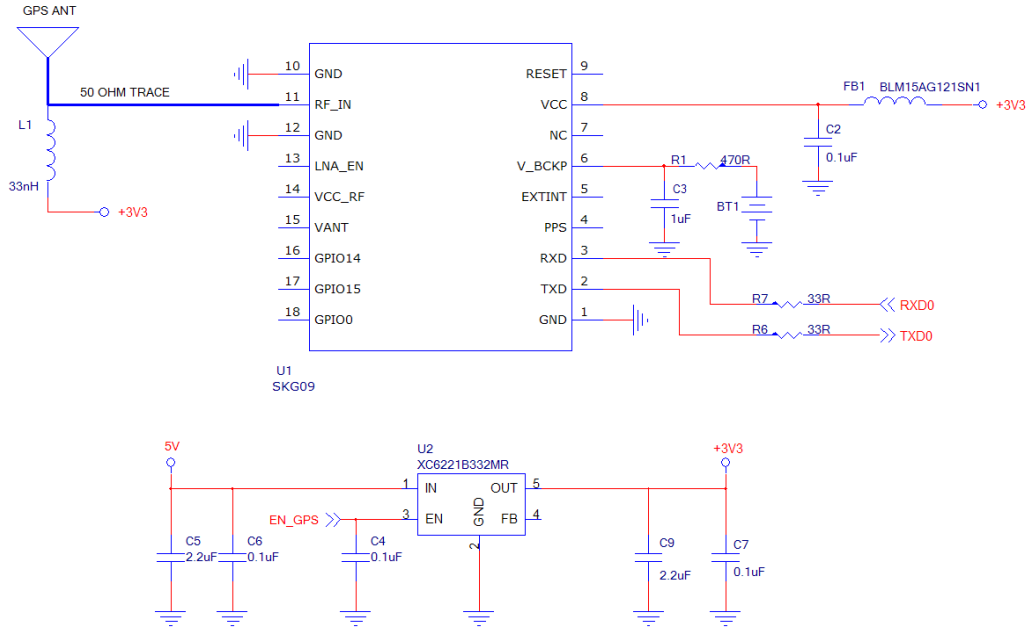 GPS ANT
50 OHM TRACE
L1
33nH
+3V3
10 GND
11 RF_IN
12 GND
13 LNA_EN
14 VCC_RF
15 VANT
16 GPIO14
17 GPIO15
18 GPIO0
RESET 9
VCC 8
NC 7
V_BCKP 6
EXTINT 5
PPS 4
RXD 3
TXD 2
GND 1
U1
SKG09
FB1 BLM15AG121SN1
+3V3
C2
0.1uF
R1 470R
C3
1uF
BT1
R7 33R
RXD0
R6 33R
TXD0
5V
U2
XC6221B332MR
+3V3
1 IN
OUT 5
EN_GPS
3 EN
GND
FB 4
2
C5
2.2uF
C6
0.1uF
C4
0.1uF
C9
2.2uF
C7
0.1uF